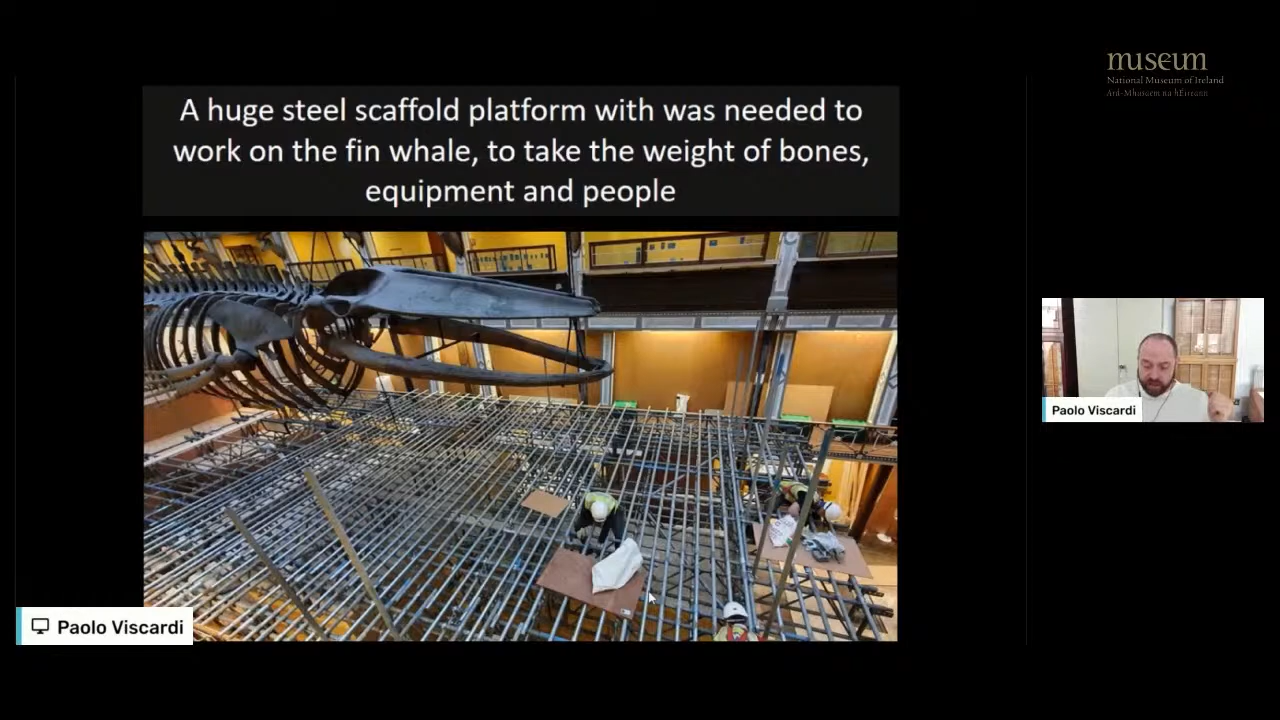 museum
National Museum of Ireland
Ard-Mhúsaem na hÉireann
A huge steel scaffold platform with was needed to
work on the fin whale, to take the weight of bones,
equipment and people
Paolo Viscardi
Paolo Viscardi